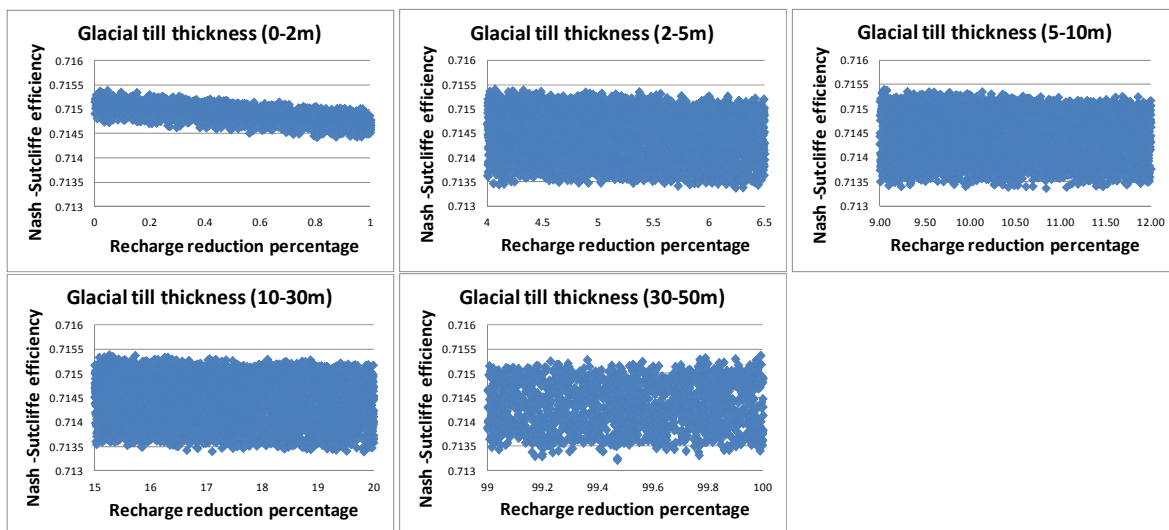 Glacial till thickness (0-2m)
Nash -Sutcliffe efficiency
0.716
0.7155
0.715
0.7145
0.714
0.7135
0.713
0 0.2 0.4 0.6 0.8 1
Recharge reduction percentage
Glacial till thickness (2-5m)
Nash -Sutcliffe efficiency
0.716
0.7155
0.715
0.7145
0.714
0.7135
0.713
4 4.5 5 5.5 6 6.5
Recharge reduction percentage
Glacial till thickness (5-10m)
Nash -Sutcliffe efficiency
0.716
0.7155
0.715
0.7145
0.714
0.7135
0.713
9.00 9.50 10.00 10.50 11.00 11.50 12.00
Recharge reduction percentage
Glacial till thickness (10-30m)
Nash -Sutcliffe efficiency
0.716
0.7155
0.715
0.7145
0.714
0.7135
0.713
15 16 17 18 19 20
Recharge reduction percentage
Glacial till thickness (30-50m)
Nash -Sutcliffe efficiency
0.716
0.7155
0.715
0.7145
0.714
0.7135
0.713
99 99.2 99.4 99.6 99.8 100
Recharge reduction percentage